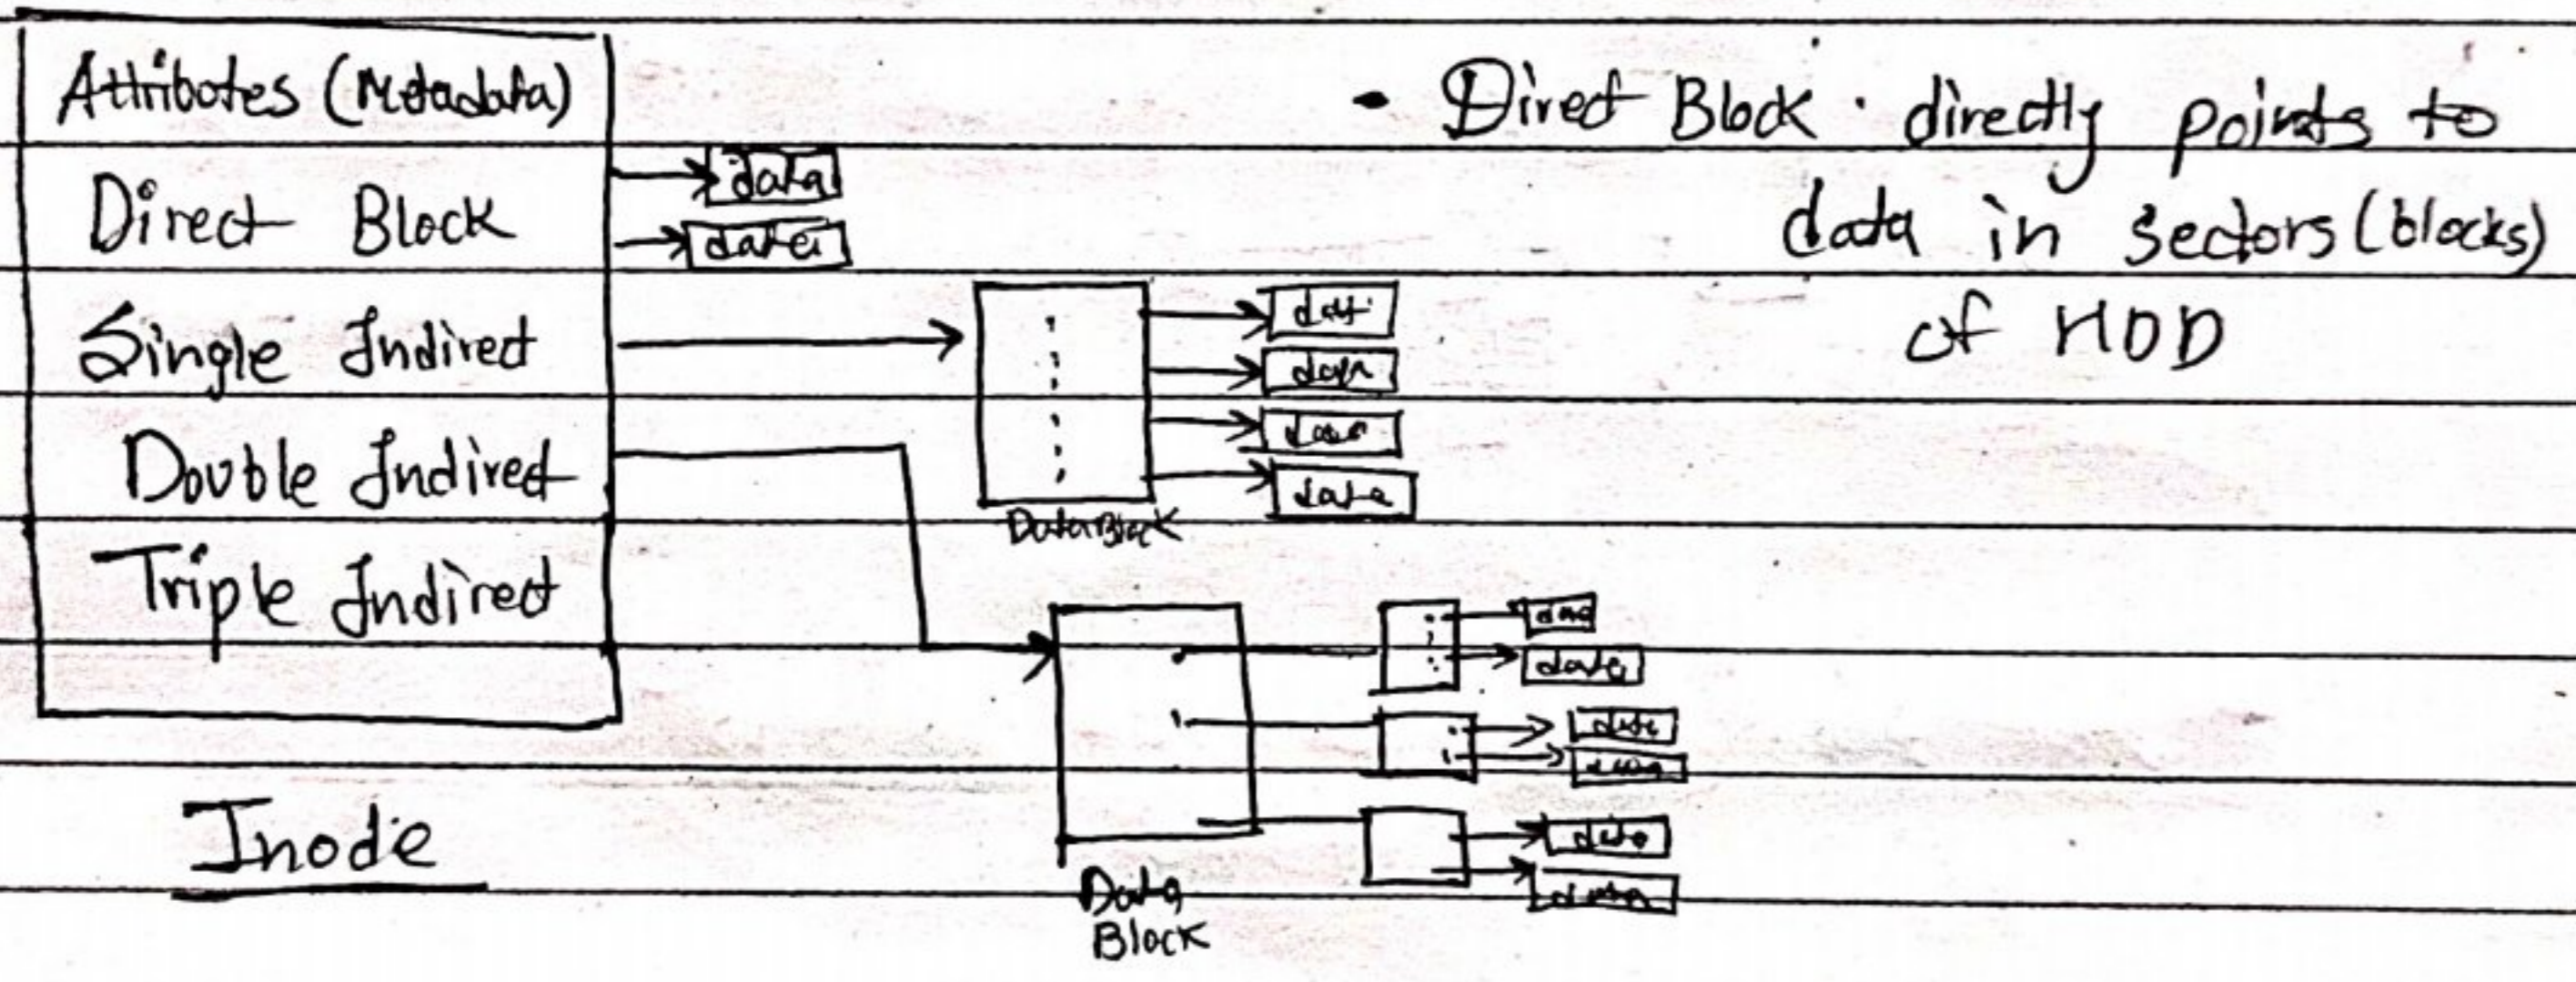 Attributes (Metadata)
Direct Block
Single Indirect
Double Indirect
Triple Indirect
Inode
data
data
data
data
data
Data Block
data
data
data
Data
Block
• Direct Block · directly points to
data in sectors (blocks)
of HDD